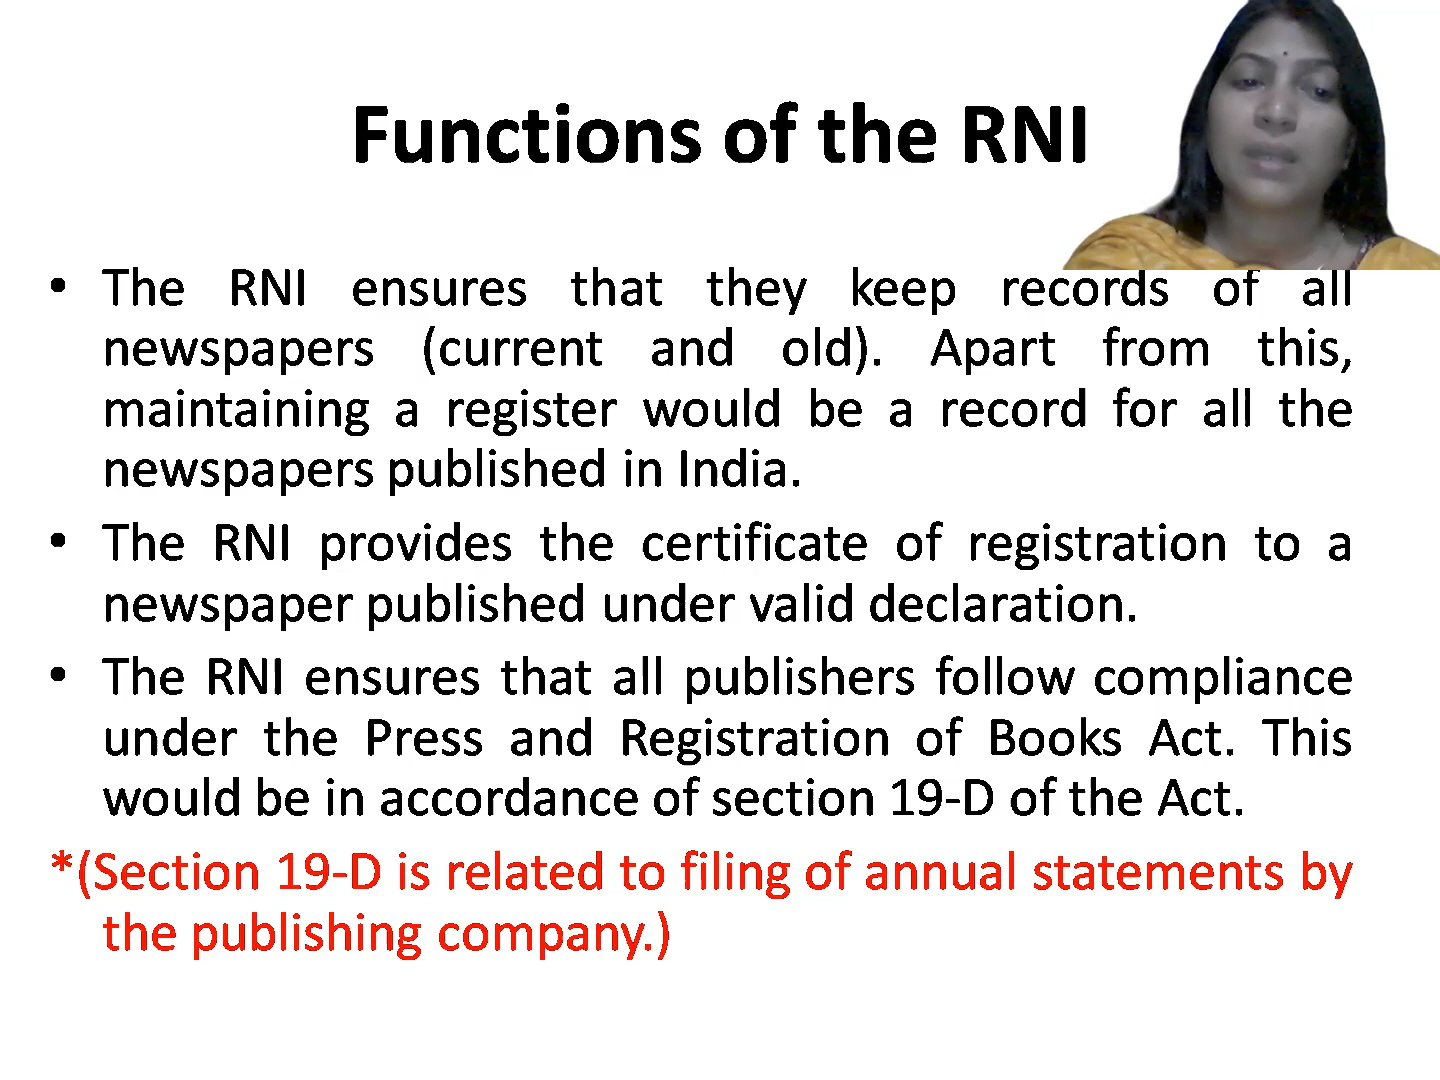 Functions of the RNI
• The RNI ensures that they keep records of all
newspapers (current and old). Apart from this,
maintaining a register would be a record for all the
newspapers published in India.
• The RNI provides the certificate of registration to a
newspaper published under valid declaration.
• The RNI ensures that all publishers follow compliance
under the Press and Registration of Books Act. This
would be in accordance of section 19-D of the Act.
*(Section 19-D is related to filing of annual statements by
the publishing company.)